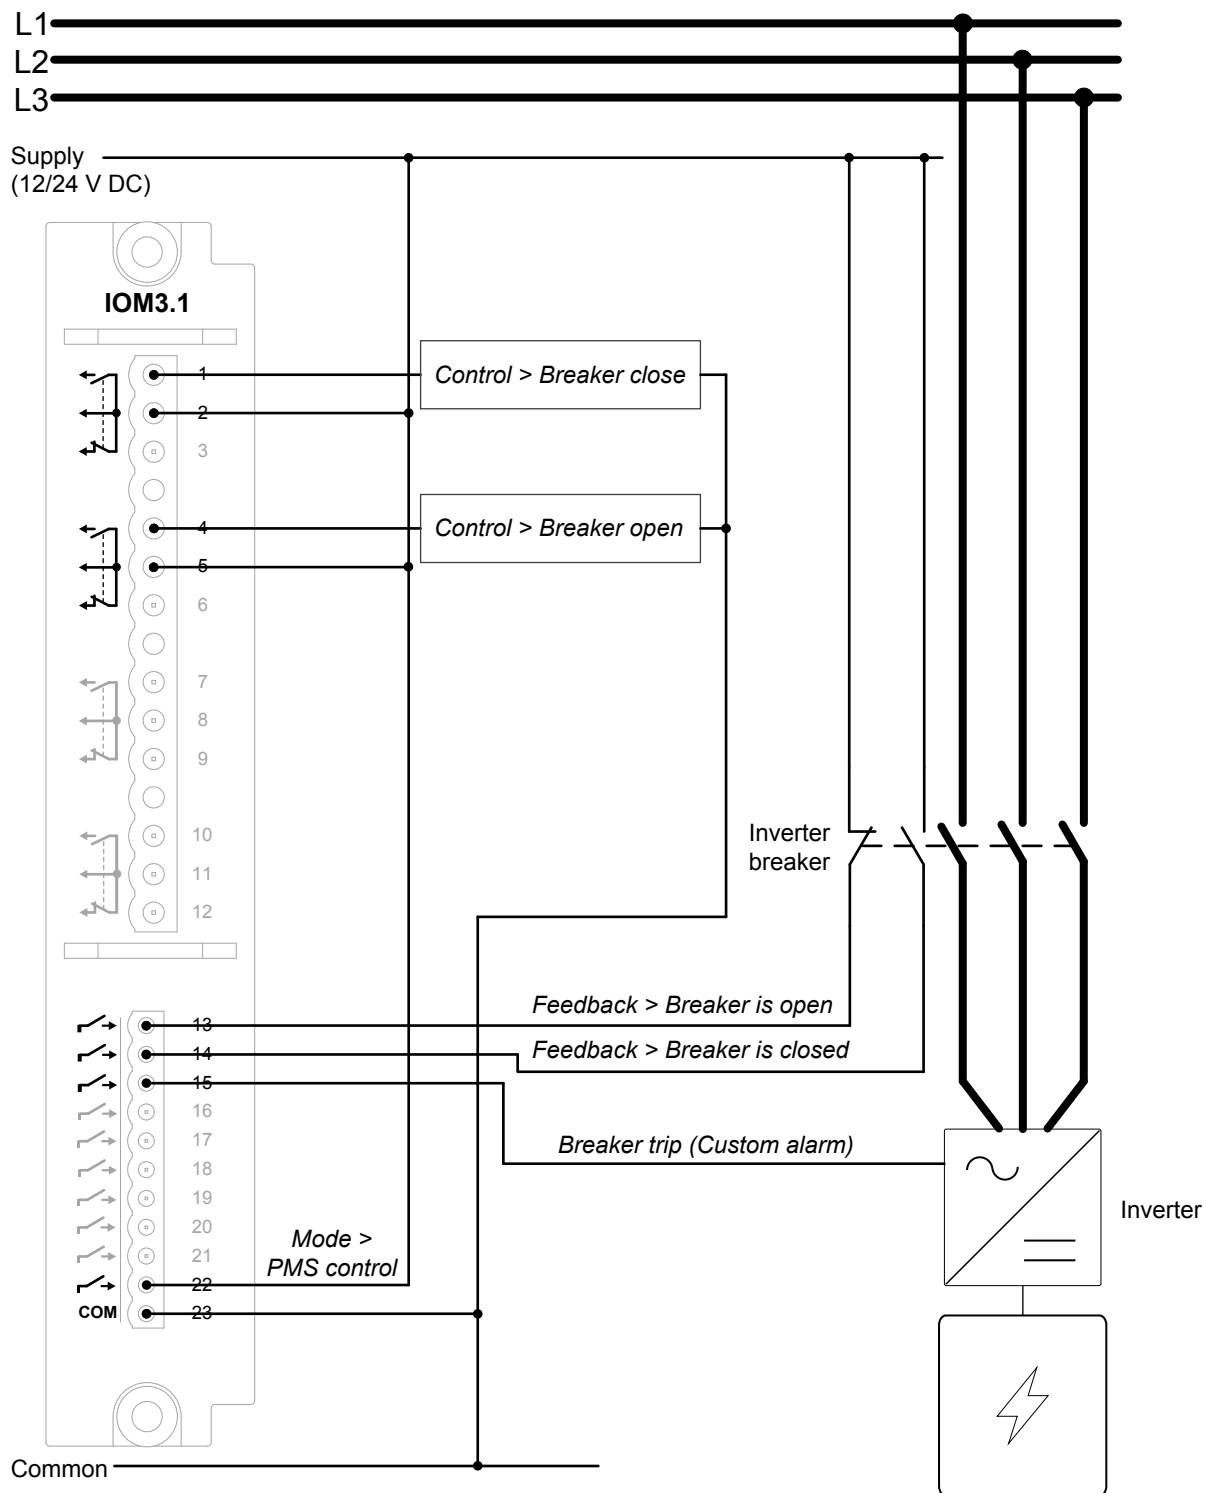 L1
L2
L3
Supply
(12/24 V DC)
IOM3.1
1
Control > Breaker close
2
3
4
Control > Breaker open
5
6
7
8
9
10
Inverter
breaker
11
12
Feedback > Breaker is open
13
Feedback > Breaker is closed
14
15
16
17
Breaker trip (Custom alarm)
18
19
Inverter
20
Mode >
21
PMS control
22
COM
23
Common